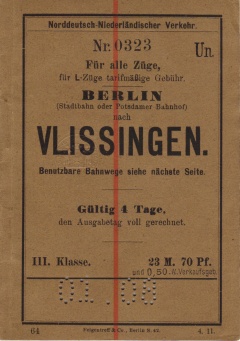 Norddeutsch-Niederländischer Verkehr.
Nr. 0323
Un.
Für alle Züge,
für L-Züge tarifmäßige Gebühr.
BERLIN
(Stadtbahn oder Potsdamer Bahnhof)
nach
VLISSINGEN.
Benutzbare Bahnwege siehe nächste Seite.
Gültig 4 Tage,
den Ausgabetag voll gerechnet.
III. Klasse. 23 M. 70 Pf.
und 0,50 M. Verkaufsgeb.
64
& Co., Berlin
4. 11.